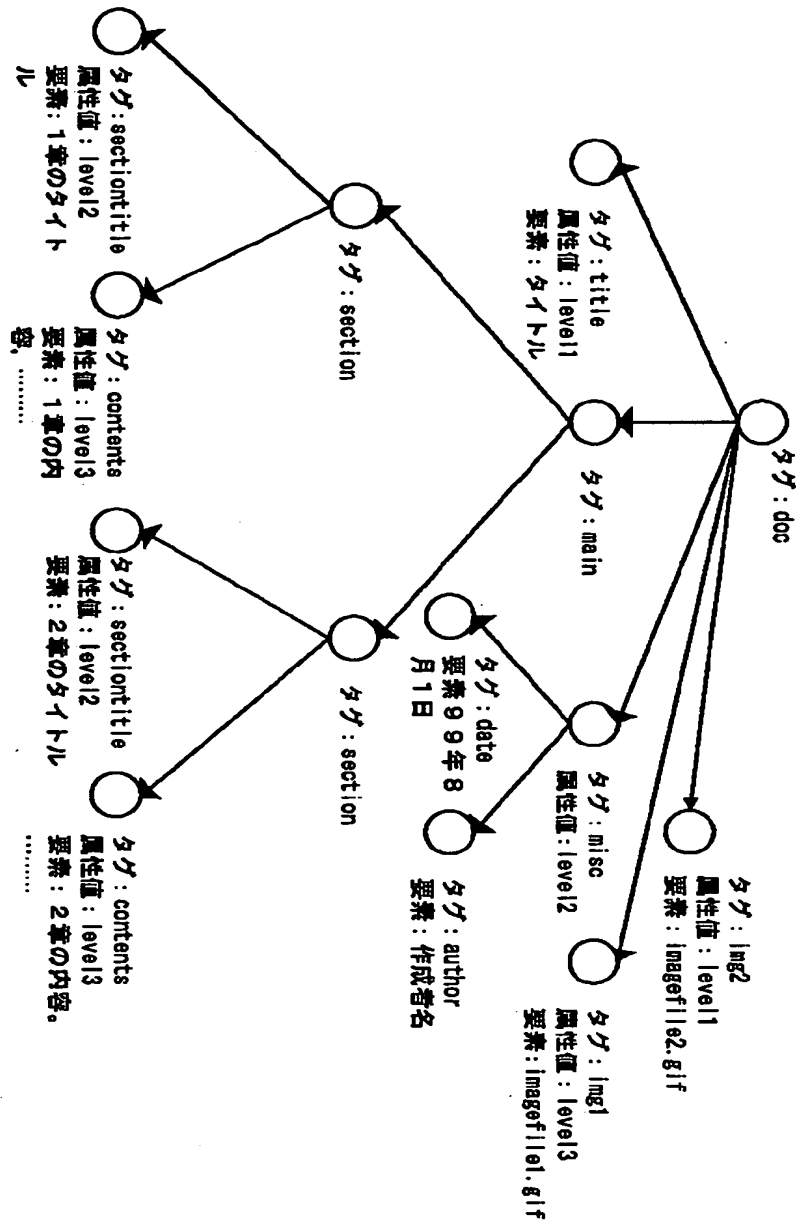 タグ:doc
タグ:img2
属性値:level1
要素:imagefile2.gif
タグ:title
属性値:level1
要素:タイトル
タグ:main
タグ:misc
属性値:level2
タグ:img1
属性値:level3
要素:imagefile1.gif
タグ:date
要素99年8
月1日
タグ:author
要素:作成者名
タグ:section
タグ:section
タグ:sectiontitle
属性値:level2
要素:1章のタイト
ル
タグ:contents
属性値:level3
要素:1章の内
容。………
タグ:sectiontitle
属性値:level2
要素:2章のタイトル
タグ:contents
属性値:level3
要素:2章の内容。
………